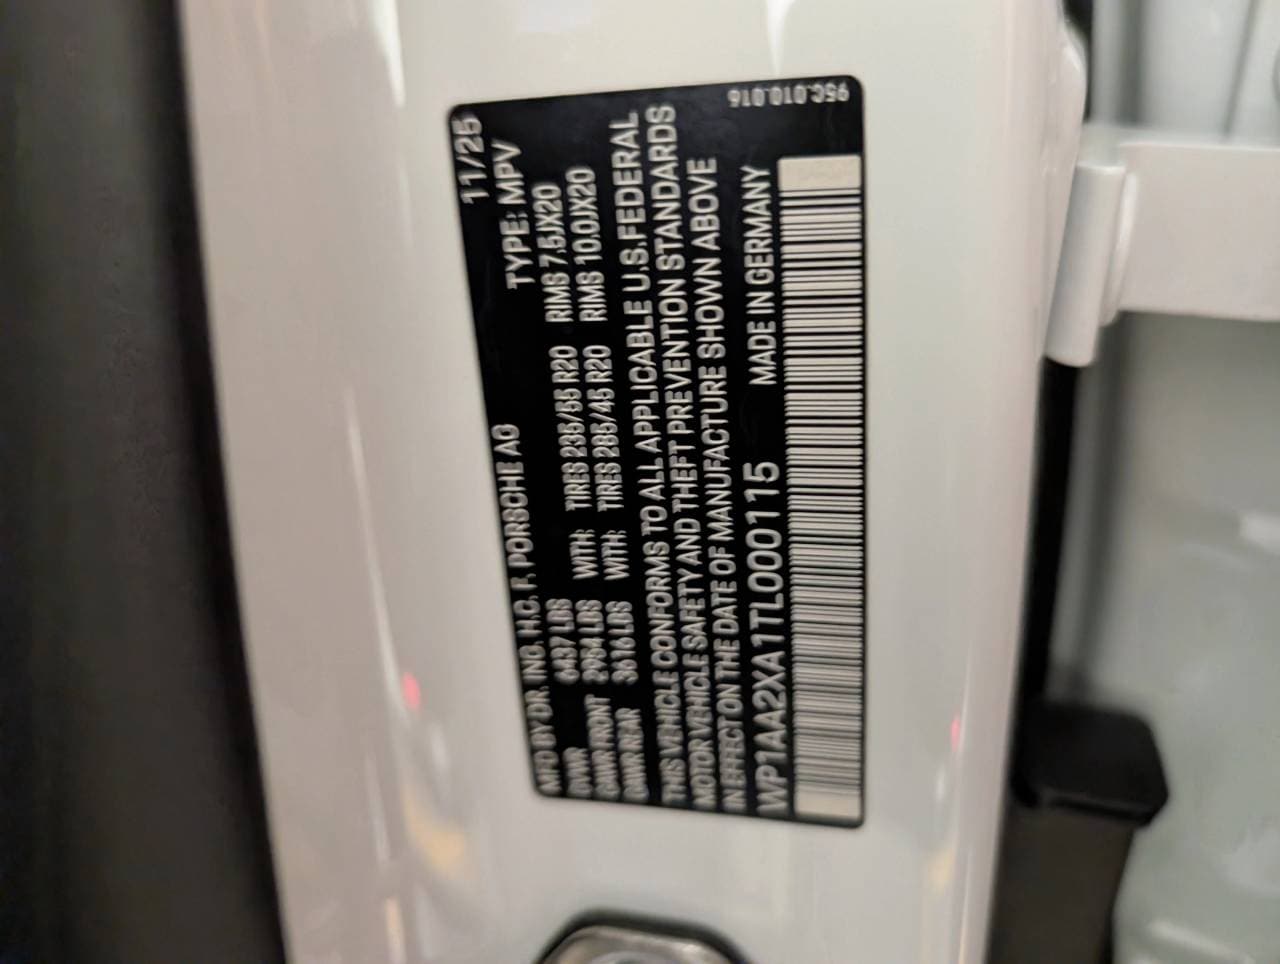 MFD BY DR. ING. H.C. F. PORSCHE AG 11/25
GVWR 6437 LBS TYPE: MPV
GAWR FRONT 2954 LBS WITH: TIRES 235/55 R20 RIMS 7.5JX20
GAWR REAR 3616 LBS WITH: TIRES 285/45 R20 RIMS 10.0JX20
THIS VEHICLE CONFORMS TO ALL APPLICABLE U.S. FEDERAL
MOTOR VEHICLE SAFETY AND THEFT PREVENTION STANDARDS
IN EFFECT ON THE DATE OF MANUFACTURE SHOWN ABOVE
WP1AA2XA1TL000115 MADE IN GERMANY
95C.010.016